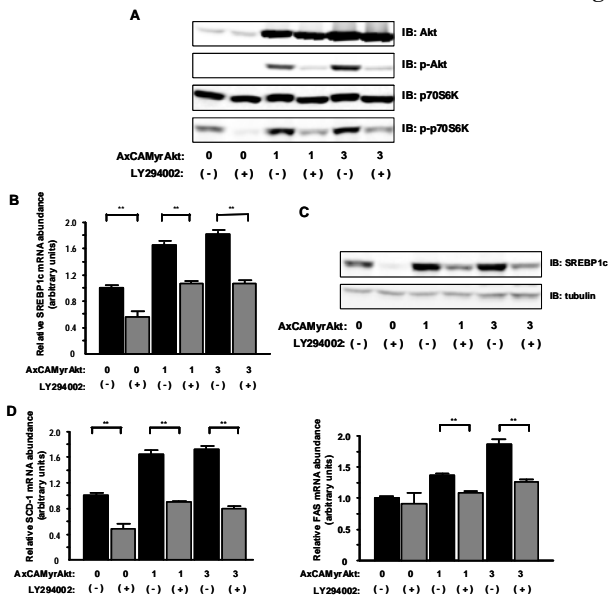 A
IB: Akt
IB: p-Akt
IB: p70S6K
IB: p-p70S6K
AxCAMyrAkt: 0 0 1 1 3 3
LY294002: (-) (+) (-) (+) (-) (+)
B
Relative SREBP1c mRNA abundance
(arbitrary units)
2.0
1.6
1.2
0.8
0.4
** ** **
AxCAMyrAkt: 0 0 1 1 3 3
LY294002: (-) (+) (-) (+) (-) (+)
C
IB: SREBP1c
IB: tubulin
AxCAMyrAkt: 0 0 1 1 3 3
LY294002: (-) (+) (-) (+) (-) (+)
D
Relative SCD-1 mRNA abundance
(arbitrary units)
2.0
1.6
1.2
0.8
0.4
0
** ** **
AxCAMyrAkt: 0 0 1 1 3 3
LY294002: (-) (+) (-) (+) (-) (+)
Relative FAS mRNA abundance
(arbitrary units)
2.0
1.5
1.0
0.5
0
** **
AxCAMyrAkt: 0 0 1 1 3 3
LY294002: (-) (+) (-) (+) (-) (+)